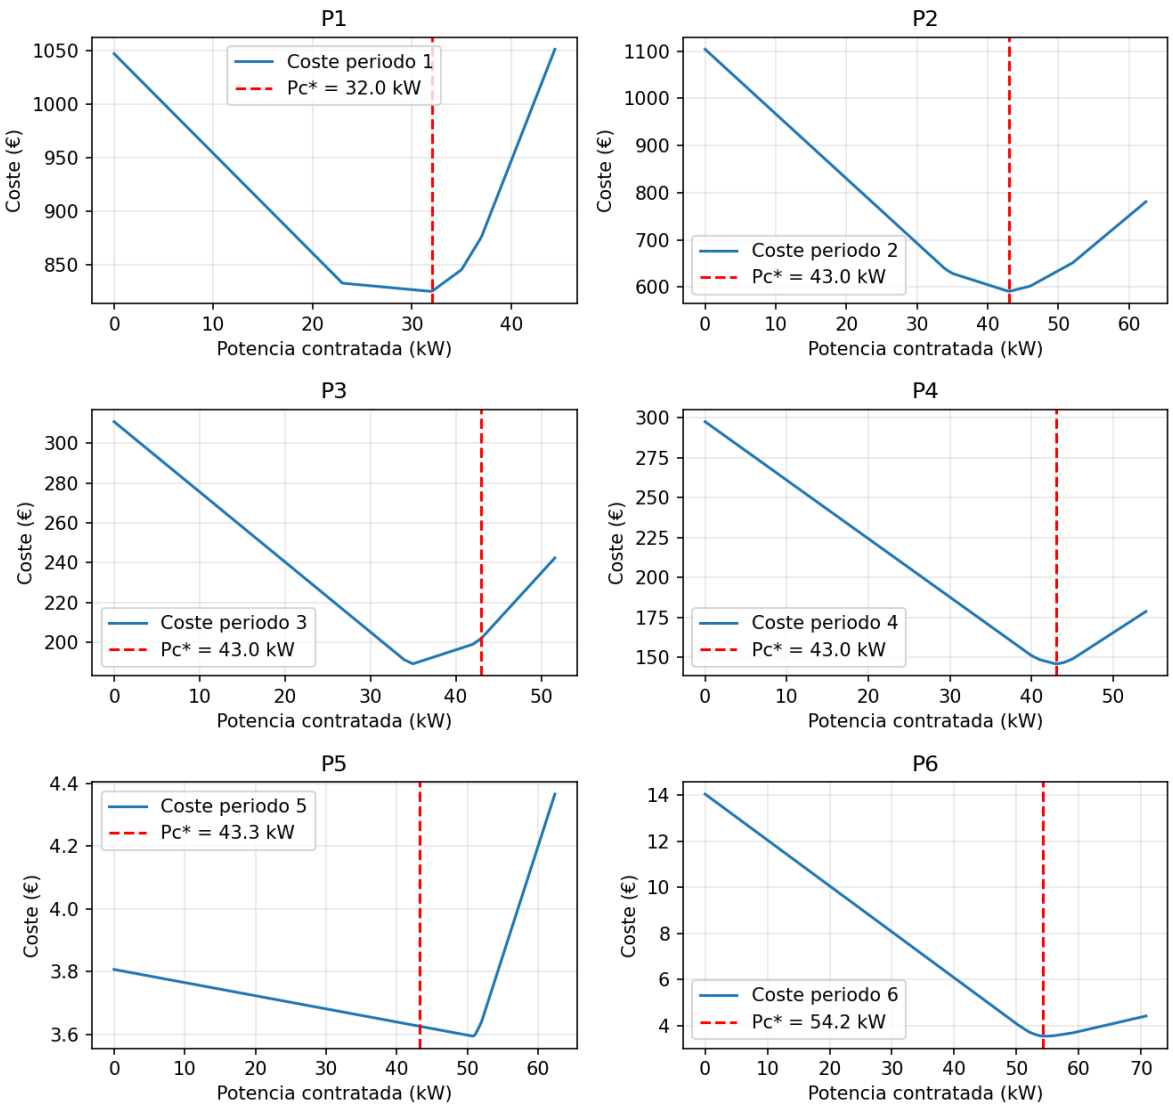 P1
Coste (€)
1050
1000
950
900
850
Coste periodo 1
Pc* = 32.0 kW
0 10 20 30 40
Potencia contratada (kW)
P2
Coste (€)
1100
1000
900
800
700
600
Coste periodo 2
Pc* = 43.0 kW
0 10 20 30 40 50 60
Potencia contratada (kW)
P3
Coste (€)
300
280
260
240
220
200
Coste periodo 3
Pc* = 43.0 kW
0 10 20 30 40 50
Potencia contratada (kW)
P4
Coste (€)
300
275
250
225
200
175
150
Coste periodo 4
Pc* = 43.0 kW
0 10 20 30 40 50
Potencia contratada (kW)
P5
Coste (€)
4.4
4.2
4.0
3.8
3.6
Coste periodo 5
Pc* = 43.3 kW
0 10 20 30 40 50 60
Potencia contratada (kW)
P6
Coste (€)
14
12
10
8
6
4
Coste periodo 6
Pc* = 54.2 kW
0 10 20 30 40 50 60 70
Potencia contratada (kW)